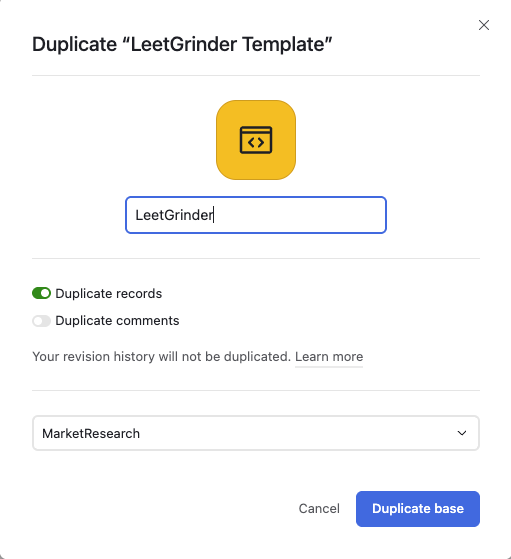 Duplicate “LeetGrinder Template”
LeetGrinder
Duplicate records
Duplicate comments
Your revision history will not be duplicated. Learn more
MarketResearch
Cancel
Duplicate base